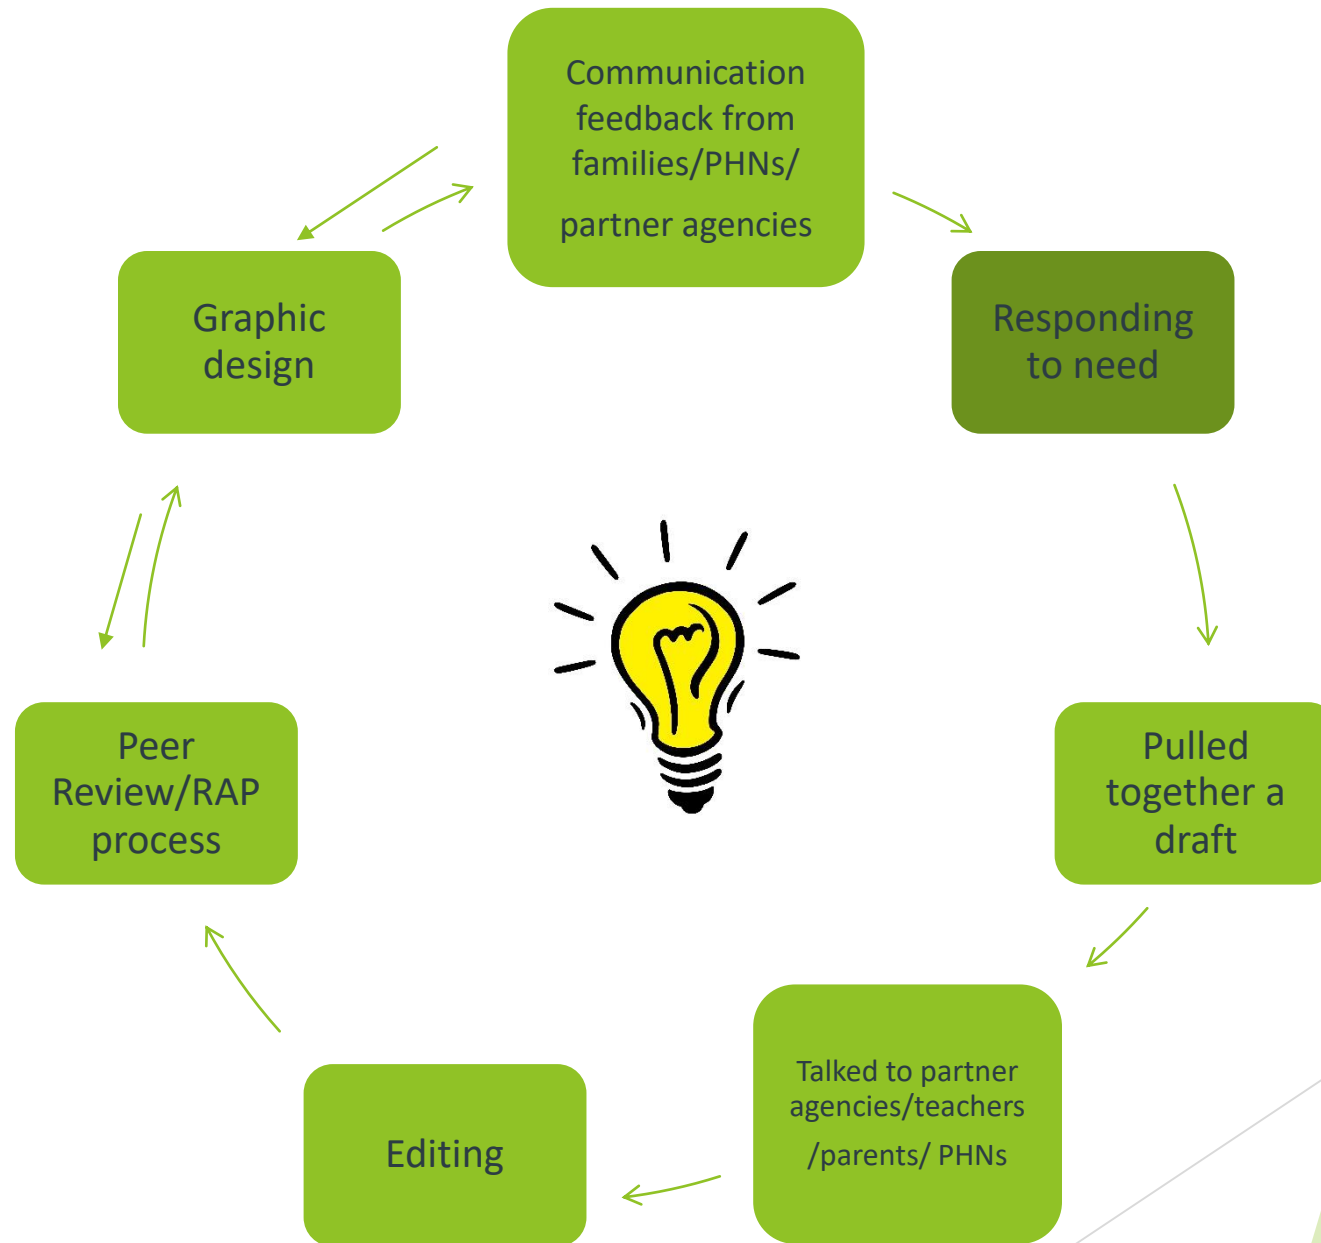 Communication
feedback from
families/PHNs/
partner agencies
Responding
to need
Pulled
together a
draft
Talked to partner
agencies/teachers
/parents/ PHNs
Editing
Peer
Review/RAP
process
Graphic
design